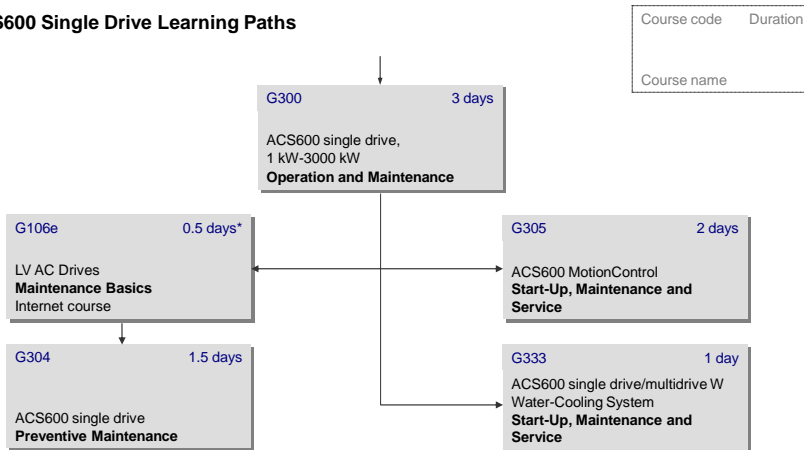 S600 Single Drive Learning Paths
Course code Duration
Course name
G300 3 days
ACS600 single drive,
1 kW-3000 kW
Operation and Maintenance
G106e 0.5 days*
LV AC Drives
Maintenance Basics
Internet course
G305 2 days
ACS600 MotionControl
Start-Up, Maintenance and
Service
G304 1.5 days
ACS600 single drive
Preventive Maintenance
G333 1 day
ACS600 single drive/multidrive W
Water-Cooling System
Start-Up, Maintenance and
Service